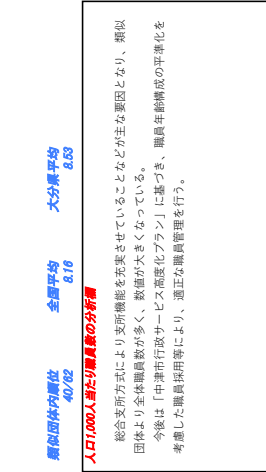 類似団体内順位 全国平均 大分県平均
40/62 8.16 8.53
人口1,000人当たり職員数の分析欄
総合支所方式により支所機能を充実させていることなどが主な要因となり、類似
団体より全体職員数が多く、数値が大きくなっている。
今後は「中津市行政サービス高度化プラン」に基づき、職員年齢構成の平準化を
考慮した職員採用等により、適正な職員管理を行う。